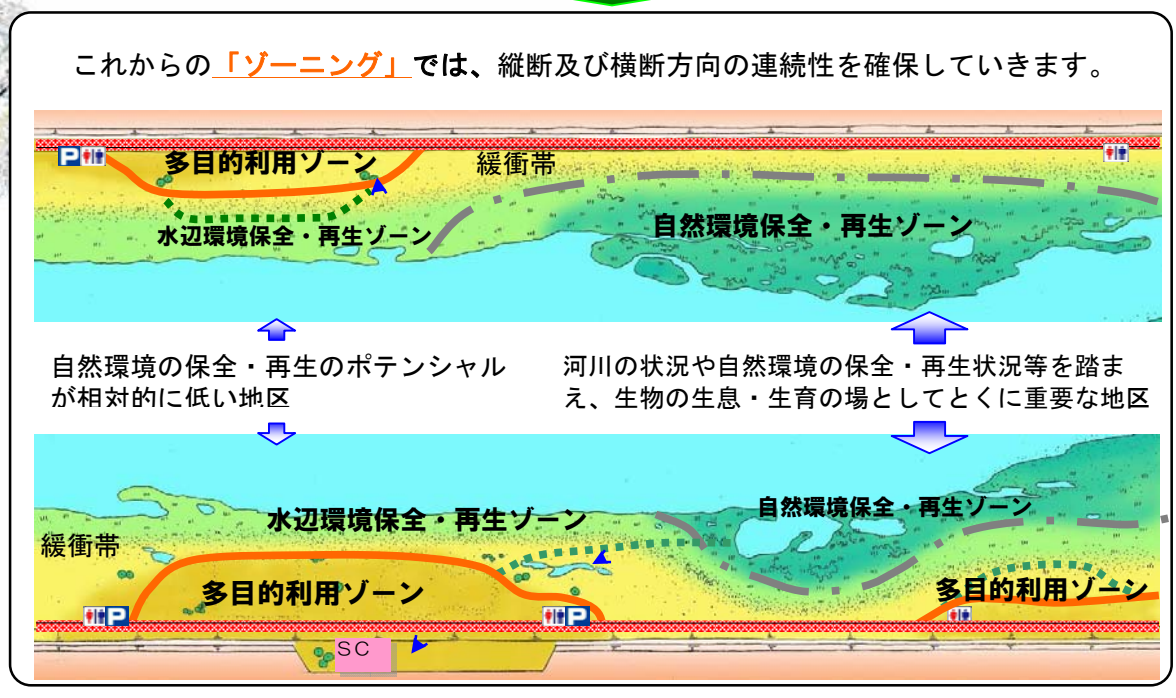 これからの「ゾーニング」では、縦断及び横断方向の連続性を確保していきます。
P
多目的利用ゾーン
緩衝帯
水辺環境保全・再生ゾーン
自然環境保全・再生ゾーン
自然環境の保全・再生のポテンシャル
が相対的に低い地区
河川の状況や自然環境の保全・再生状況等を踏ま
え、生物の生息・生育の場としてとくに重要な地区
自然環境保全・再生ゾーン
水辺環境保全・再生ゾーン
緩衝帯
多目的利用ゾーン
多目的利用ゾーン
P
P
SC